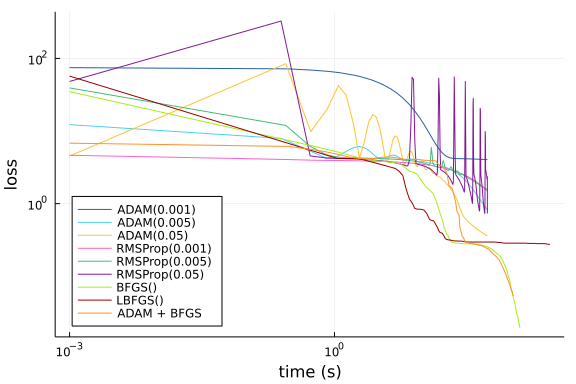 loss
10²
10⁰
ADAM(0.001)
ADAM(0.005)
ADAM(0.05)
RMSProp(0.001)
RMSProp(0.005)
RMSProp(0.05)
BFGS()
LBFGS()
ADAM + BFGS
10⁻³
10⁰
time (s)